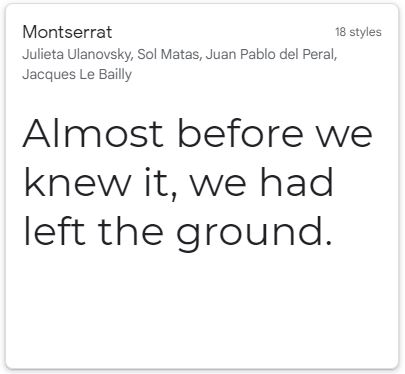 Montserrat
18 styles
Julieta Ulanovsky, Sol Matas, Juan Pablo del Peral,
Jacques Le Bailly
Almost before we
knew it, we had
left the ground.